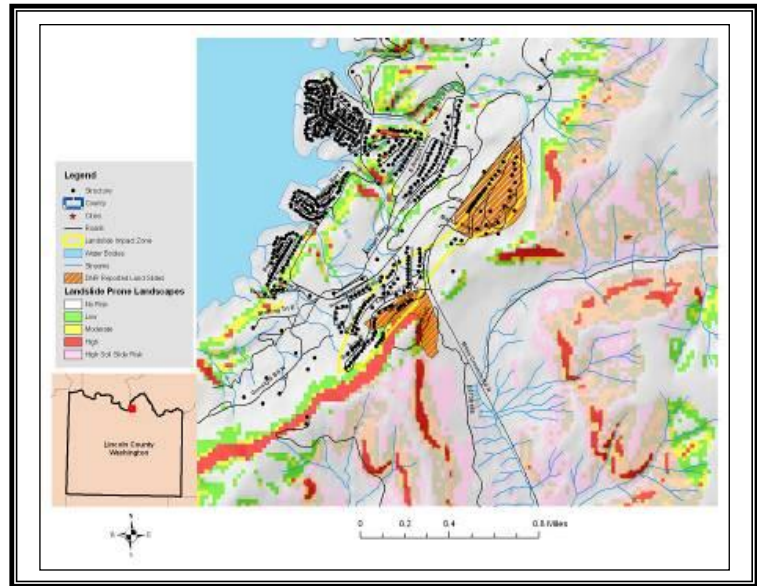 Legend
Structure
County
Cities
Roads
Landslide Impact Zone
Water Bodies
Streams
DNR Reported Land Slides
Landslide Prone Landscapes
No Risk
Low
Moderate
High
High Soil Slide Risk
Lincoln County
Washington
N
E
S
W
0 0.2 0.4 0.8 Miles